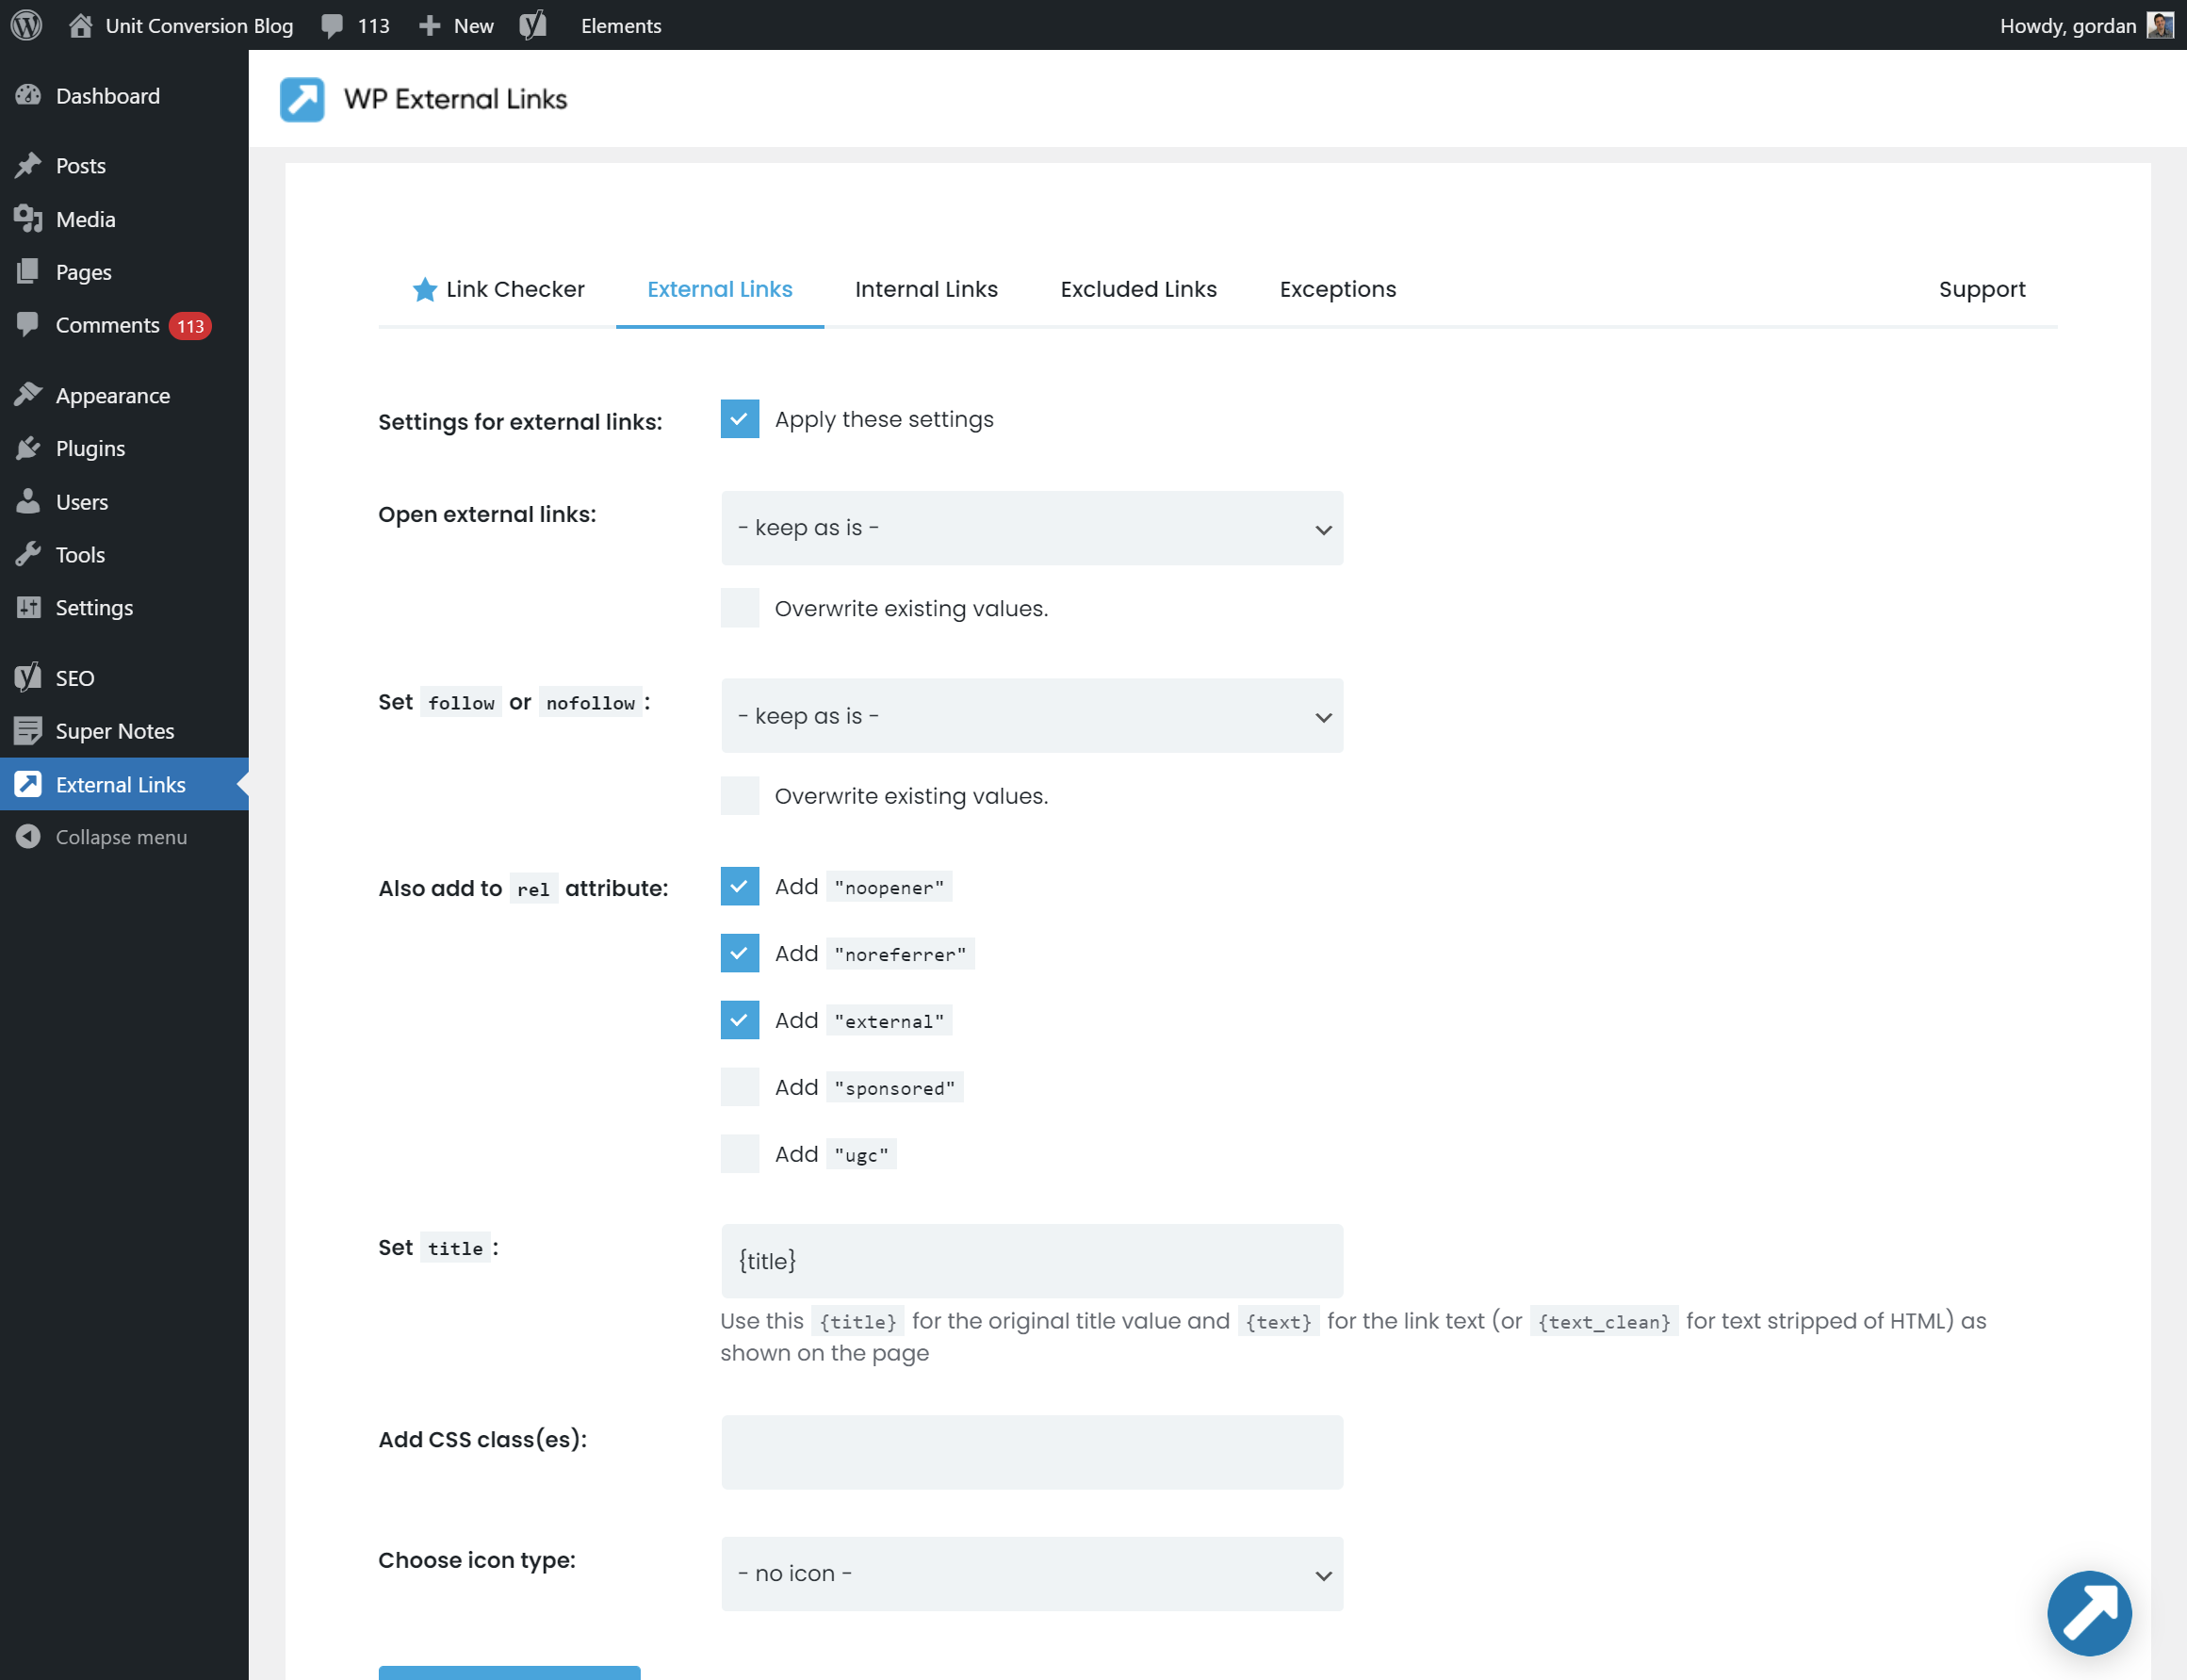 Unit Conversion Blog 113 New Elements Howdy, gordan
Dashboard
Posts
Media
Pages
Comments 113
Appearance
Plugins
Users
Tools
Settings
SEO
Super Notes
External Links
Collapse menu
WP External Links
Link Checker External Links Internal Links Excluded Links Exceptions Support
Settings for external links: Apply these settings
Open external links: - keep as is -
Overwrite existing values.
Set follow or nofollow : - keep as is -
Overwrite existing values.
Also add to rel attribute: Add "noopener"
Add "noreferrer"
Add "external"
Add "sponsored"
Add "ugc"
Set title : {title}
Use this {title} for the original title value and {text} for the link text (or {text_clean} for text stripped of HTML) as
shown on the page
Add CSS class(es):
Choose icon type: - no icon -